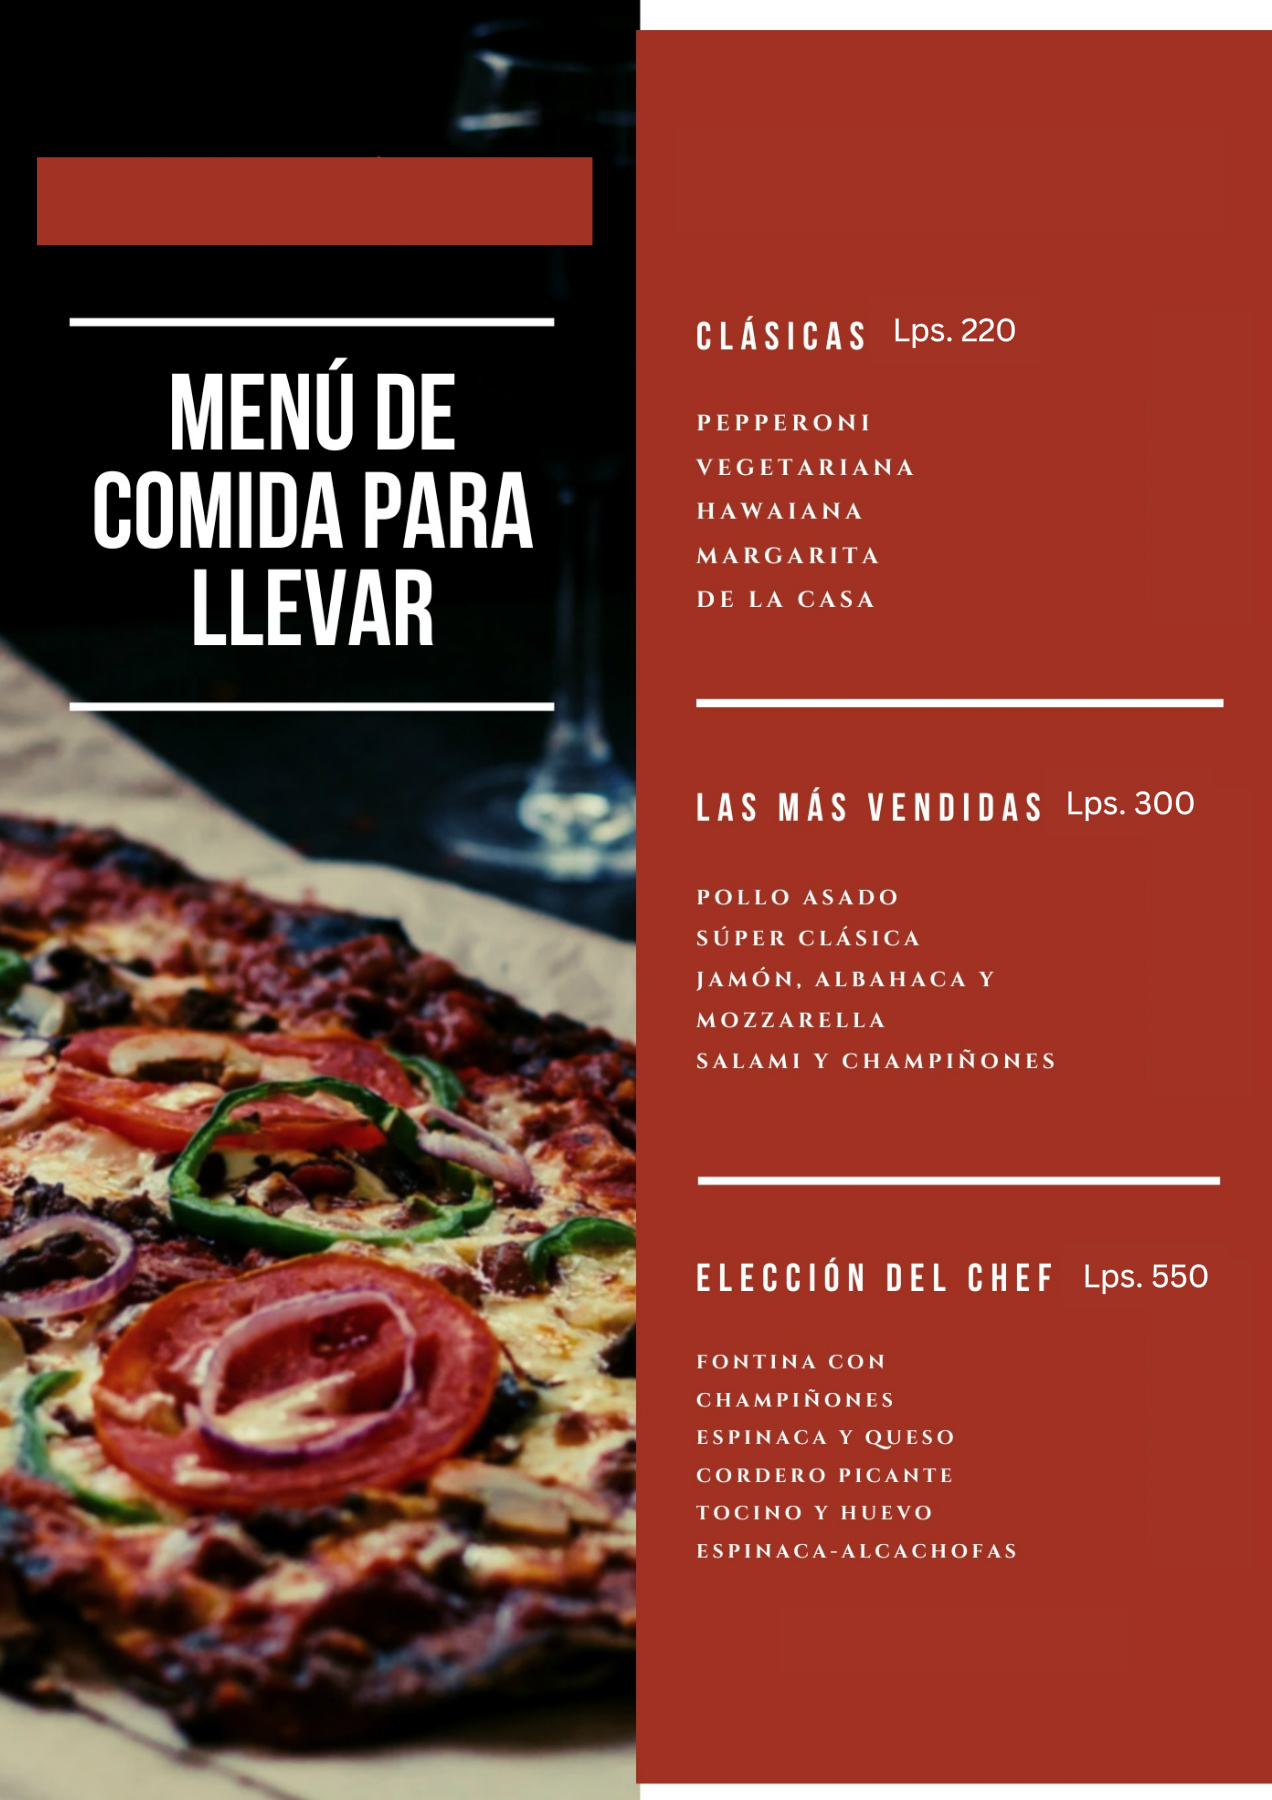 MENÚ DE
COMIDA PARA
LLEVAR
CLÁSICAS Lps. 220
PEPPERONI
VEGETARIANA
HAWAIANA
MARGARITA
DE LA CASA
LAS MÁS VENDIDAS Lps. 300
POLLO ASADO
SÚPER CLÁSICA
JAMÓN, ALBAHACA Y
MOZZARELLA
SALAMI Y CHAMPIÑONES
ELECCIÓN DEL CHEF Lps. 550
FONTINA CON
CHAMPIÑONES
ESPINACA Y QUESO
CORDERO PICANTE
TOCINO Y HUEVO
ESPINACA-ALCACHOFAS